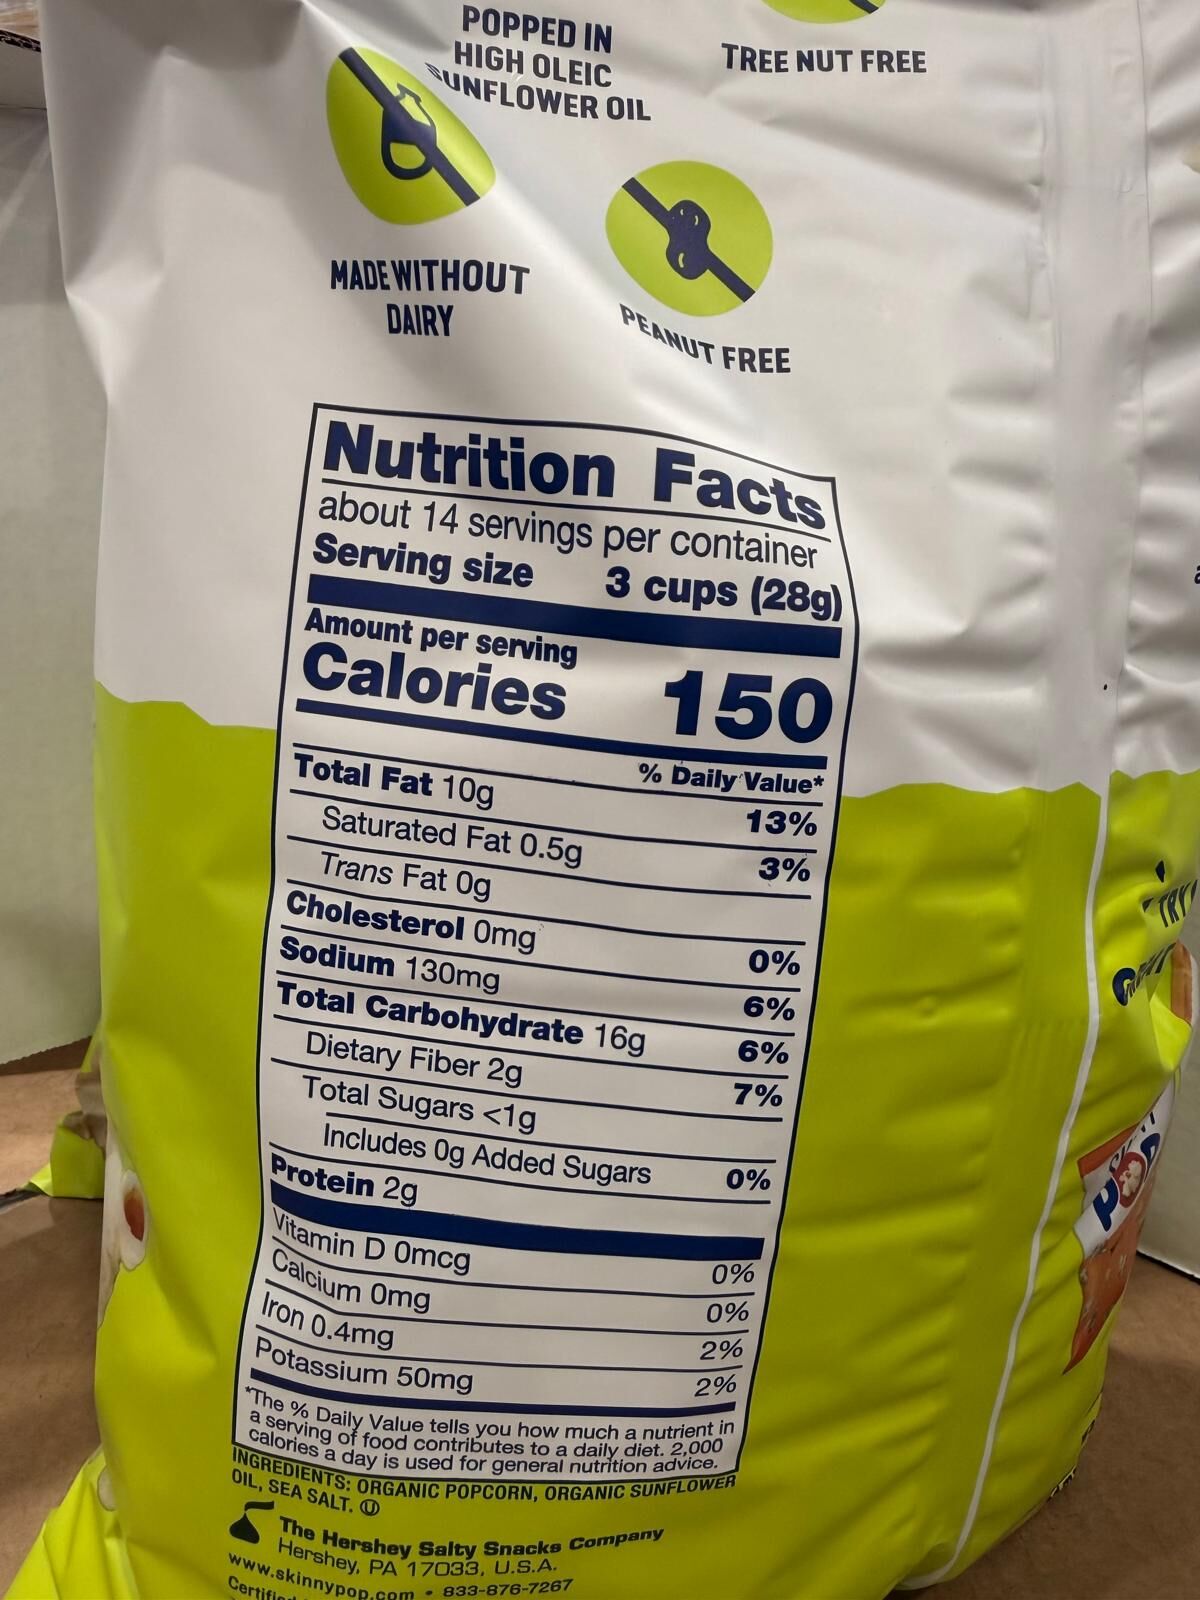 POPPED IN
HIGH OLEIC
SUNFLOWER OIL
TREE NUT FREE
MADE WITHOUT
DAIRY
PEANUT FREE
Nutrition Facts
about 14 servings per container
Serving size 3 cups (28g)
Amount per serving
Calories 150
% Daily Value*
Total Fat 10g 13%
Saturated Fat 0.5g 3%
Trans Fat 0g
Cholesterol 0mg 0%
Sodium 130mg 6%
Total Carbohydrate 16g 6%
Dietary Fiber 2g 7%
Total Sugars <1g
Includes 0g Added Sugars 0%
Protein 2g
Vitamin D 0mcg 0%
Calcium 0mg 0%
Iron 0.4mg 2%
Potassium 50mg 2%
*The % Daily Value tells you how much a nutrient in
a serving of food contributes to a daily diet. 2,000
calories a day is used for general nutrition advice.
INGREDIENTS: ORGANIC POPCORN, ORGANIC SUNFLOWER
OIL, SEA SALT. Ⓤ
The Hershey Salty Snacks Company
Hershey, PA 17033, U.S.A.
www.skinnypop.com • 833-876-7267
Certified
TRY
POP